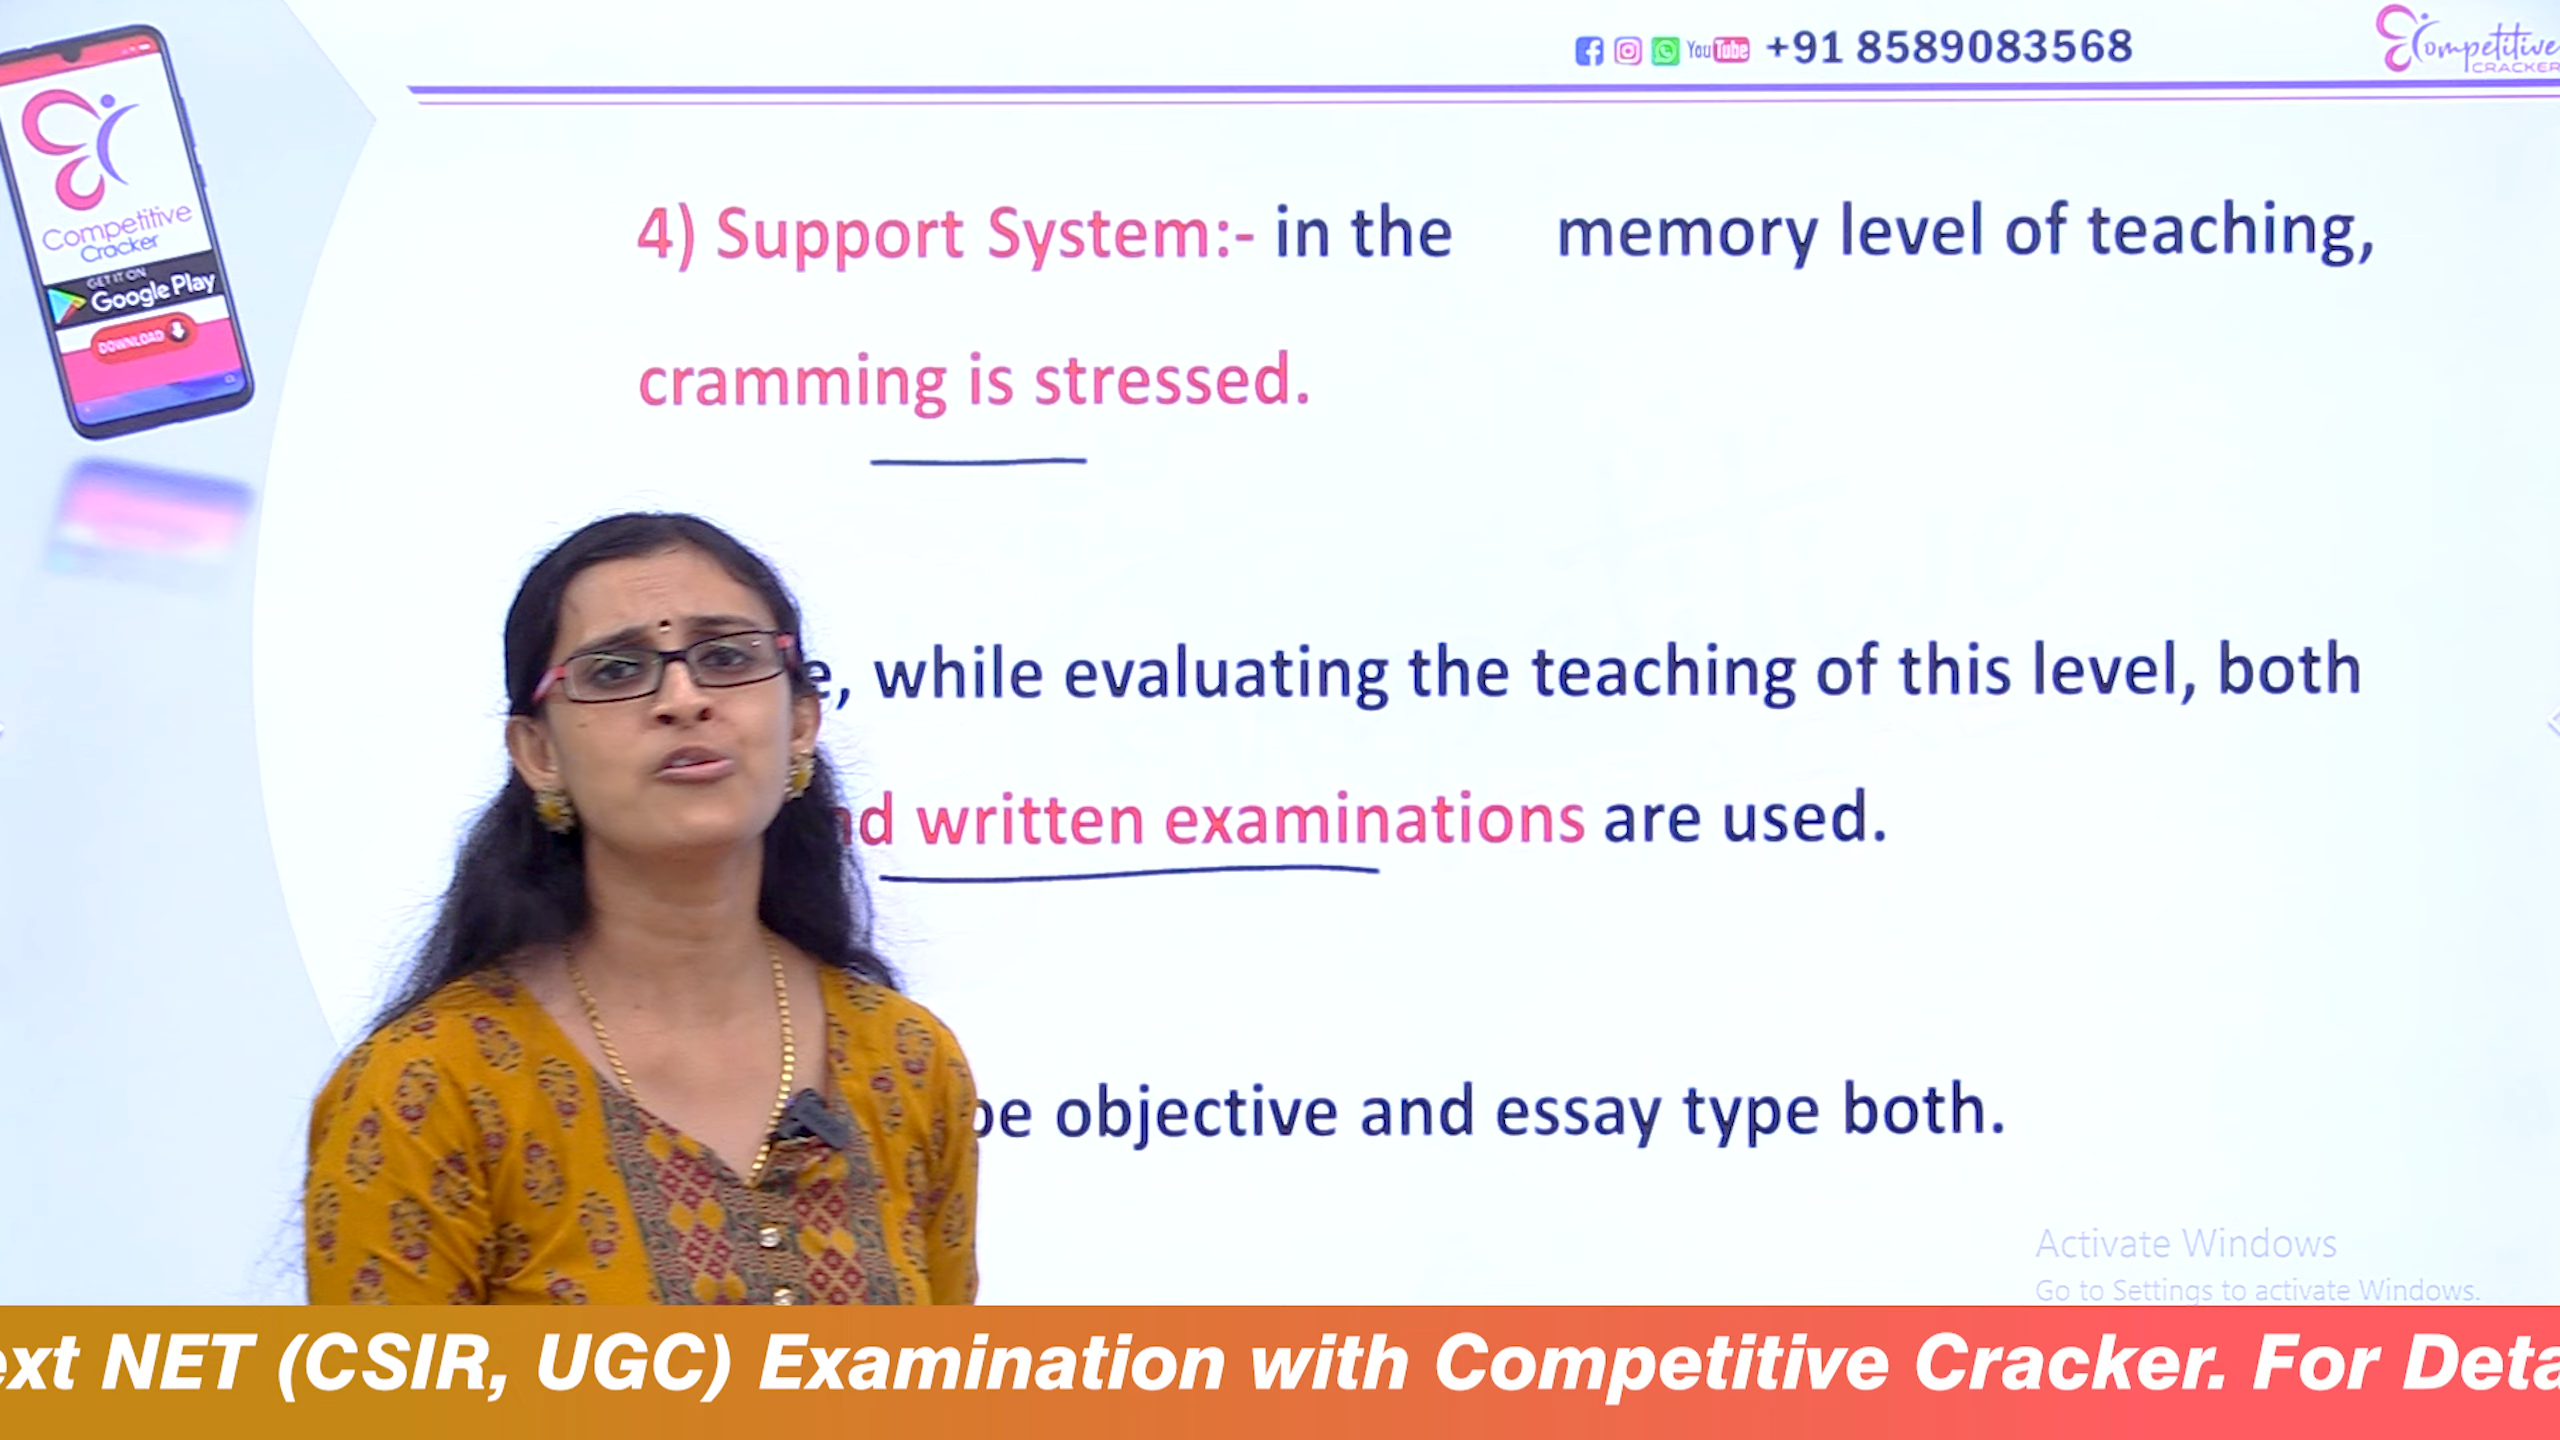 YouTube +91 8589083568
Competitive
CRACKER
Competitive
Cracker
GET IT ON
Google Play
DOWNLOAD
4) Support System:- in the memory level of teaching,
cramming is stressed.
while evaluating the teaching of this level, both
written examinations are used.
be objective and essay type both.
Activate Windows
Go to Settings to activate Windows.
NET (CSIR, UGC) Examination with Competitive Cracker. For